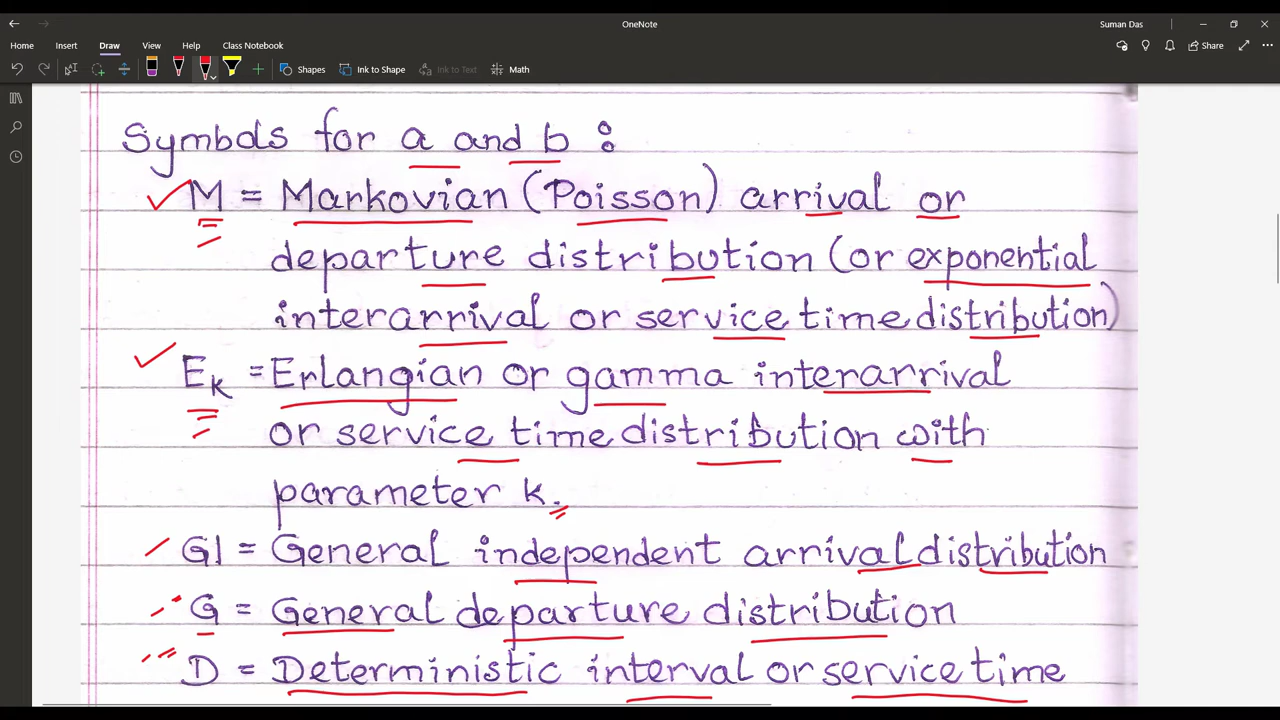 OneNote
Suman Das
Home Insert Draw View Help Class Notebook
Shapes Ink to Shape Ink to Text Math Share
Symbols for a and b :
M = Markovian (Poisson) arrival or
departure distribution (or exponential
interarrival or service time distribution)
Ek = Erlangian or gamma interarrival
or service time distribution with
parameter k.
GI = General independent arrival distribution
G = General departure distribution
D = Deterministic interval or service time